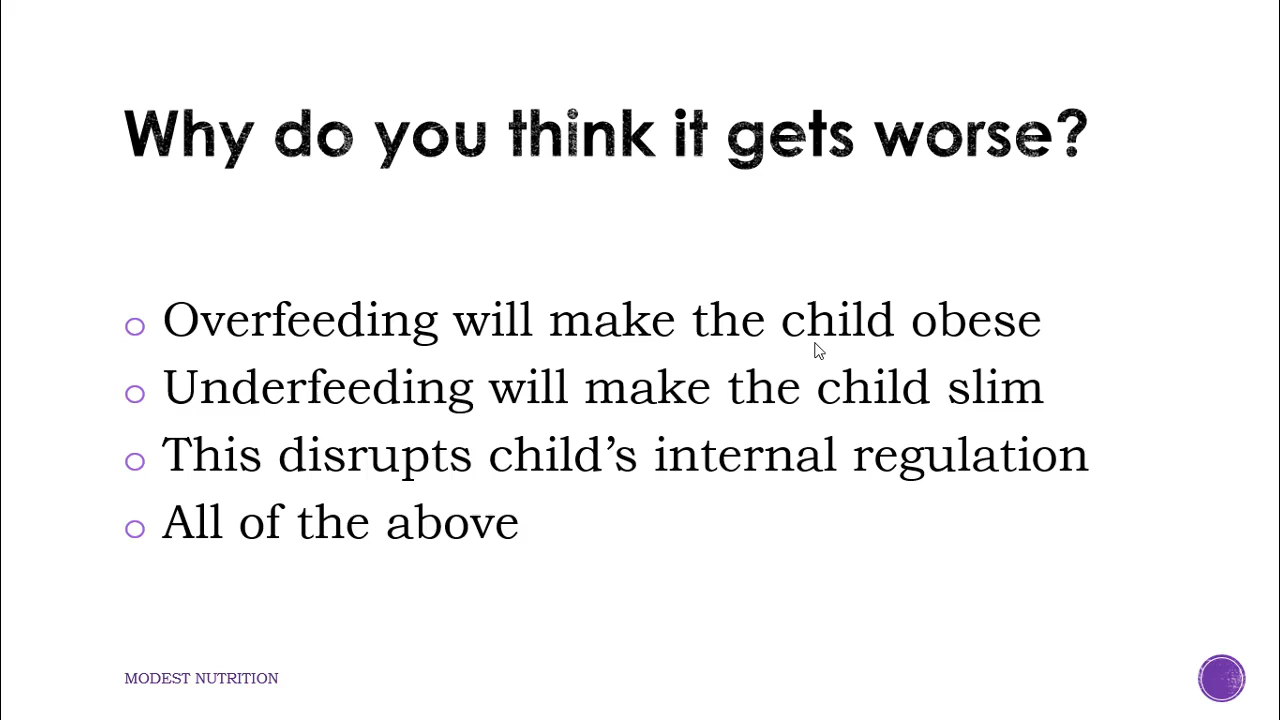 Why do you think it gets worse?
Overfeeding will make the child obese
Underfeeding will make the child slim
This disrupts child’s internal regulation
All of the above
MODEST NUTRITION